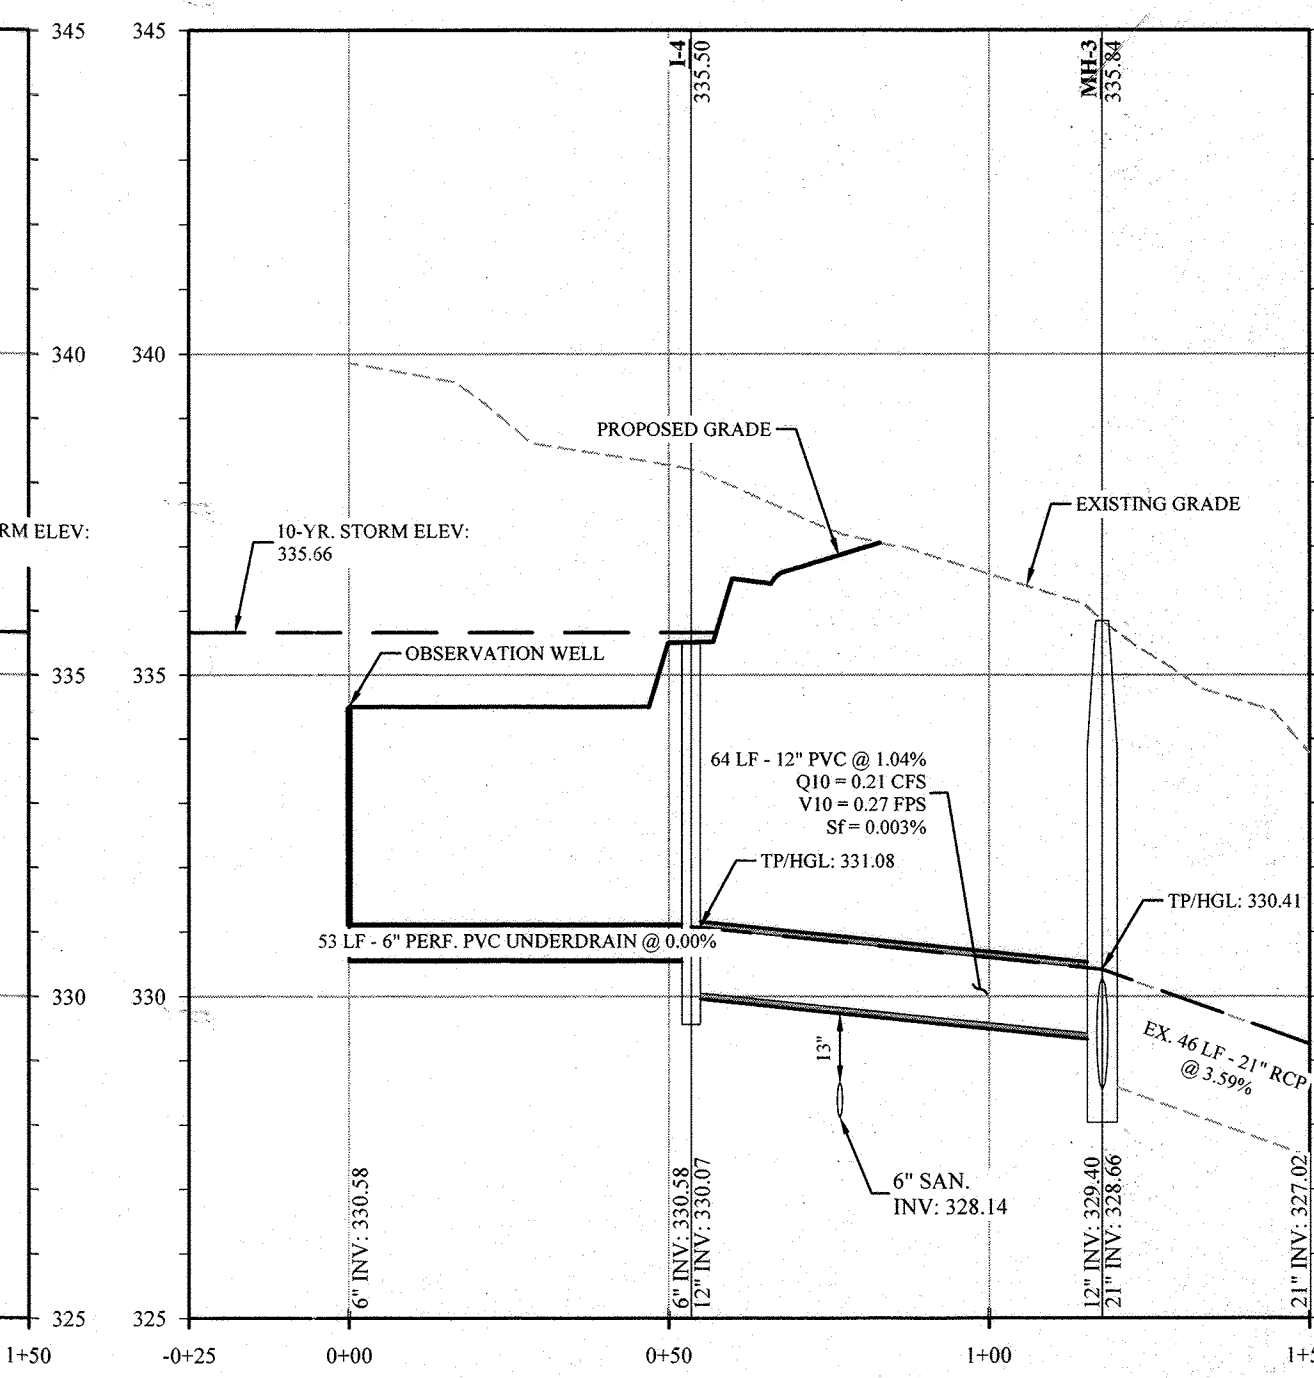 345
345
I-4
335.50
MH-3
335.84
340
340
PROPOSED GRADE
EXISTING GRADE
RM ELEV:
10-YR. STORM ELEV:
335.66
OBSERVATION WELL
335
335
64 LF - 12" PVC @ 1.04%
Q10 = 0.21 CFS
V10 = 0.27 FPS
Sf = 0.003%
TP/HGL: 331.08
TP/HGL: 330.41
53 LF - 6" PERF. PVC UNDERDRAIN @ 0.00%
330
330
13"
EX. 46 LF - 21" RCP
@ 3.59%
6" SAN.
INV: 328.14
6" INV: 330.58
6" INV: 330.58
12" INV: 330.07
12" INV: 329.40
21" INV: 328.66
21" INV: 327.02
325
325
1+50
-0+25
0+00
0+50
1+00
1+5